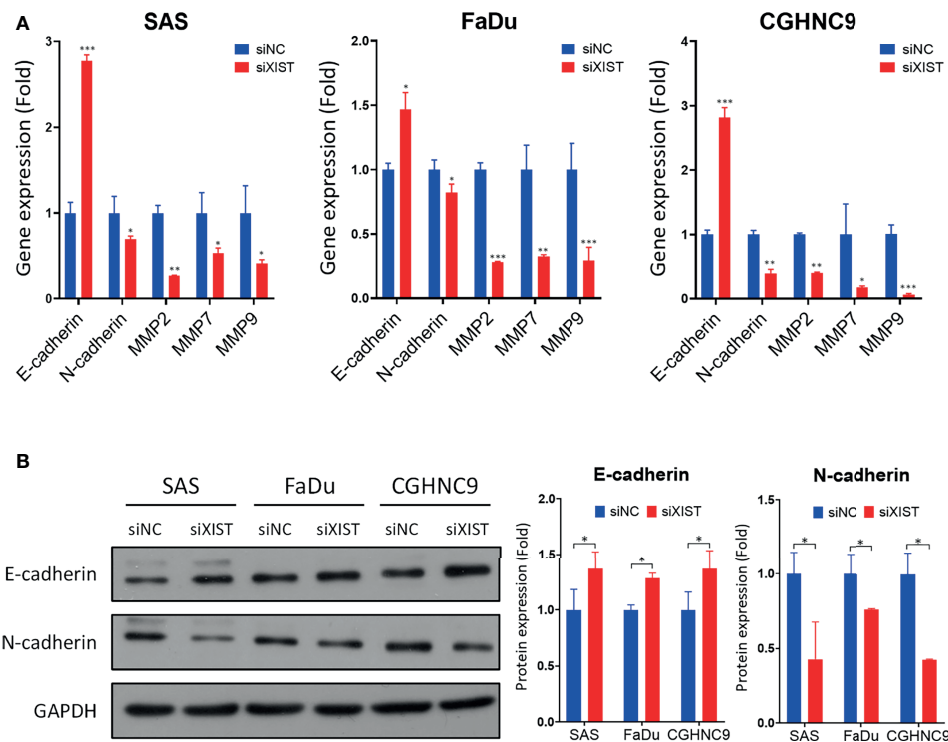 A
SAS
FaDu
CGHNC9
Gene expression (Fold)
3
2
1
0
siNC
siXIST
***
*
**
*
*
E-cadherin
N-cadherin
MMP2
MMP7
MMP9
Gene expression (Fold)
2.0
1.5
1.0
0.5
0.0
siNC
siXIST
*
*
***
**
***
E-cadherin
N-cadherin
MMP2
MMP7
MMP9
Gene expression (Fold)
4
3
2
1
0
siNC
siXIST
***
**
**
*
***
E-cadherin
N-cadherin
MMP2
MMP7
MMP9
B
SAS FaDu CGHNC9
siNC siXIST siNC siXIST siNC siXIST
E-cadherin
N-cadherin
GAPDH
E-cadherin
siNC siXIST
Protein expression (Fold)
2.0
1.5
1.0
0.5
0.0
* * *
SAS FaDu CGHNC9
N-cadherin
siNC siXIST
Protein expression (Fold)
1.5
1.0
0.5
0.0
* * *
SAS FaDu CGHNC9